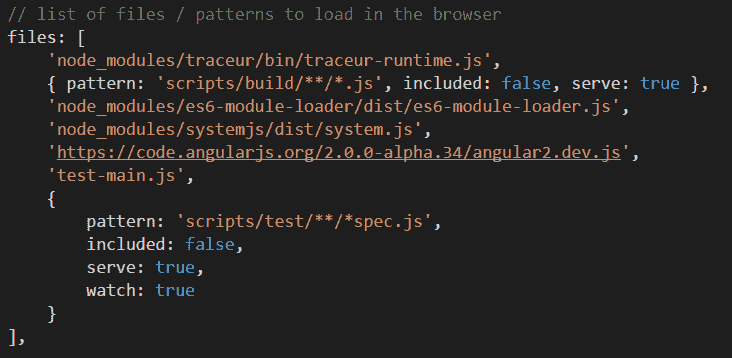 // list of files / patterns to load in the browser
files: [
    'node_modules/traceur/bin/traceur-runtime.js',
    { pattern: 'scripts/build/**/*.js', included: false, serve: true },
    'node_modules/es6-module-loader/dist/es6-module-loader.js',
    'node_modules/systemjs/dist/system.js',
    'https://code.angularjs.org/2.0.0-alpha.34/angular2.dev.js',
    'test-main.js',
    {
        pattern: 'scripts/test/**/*spec.js',
        included: false,
        serve: true,
        watch: true
    }
],